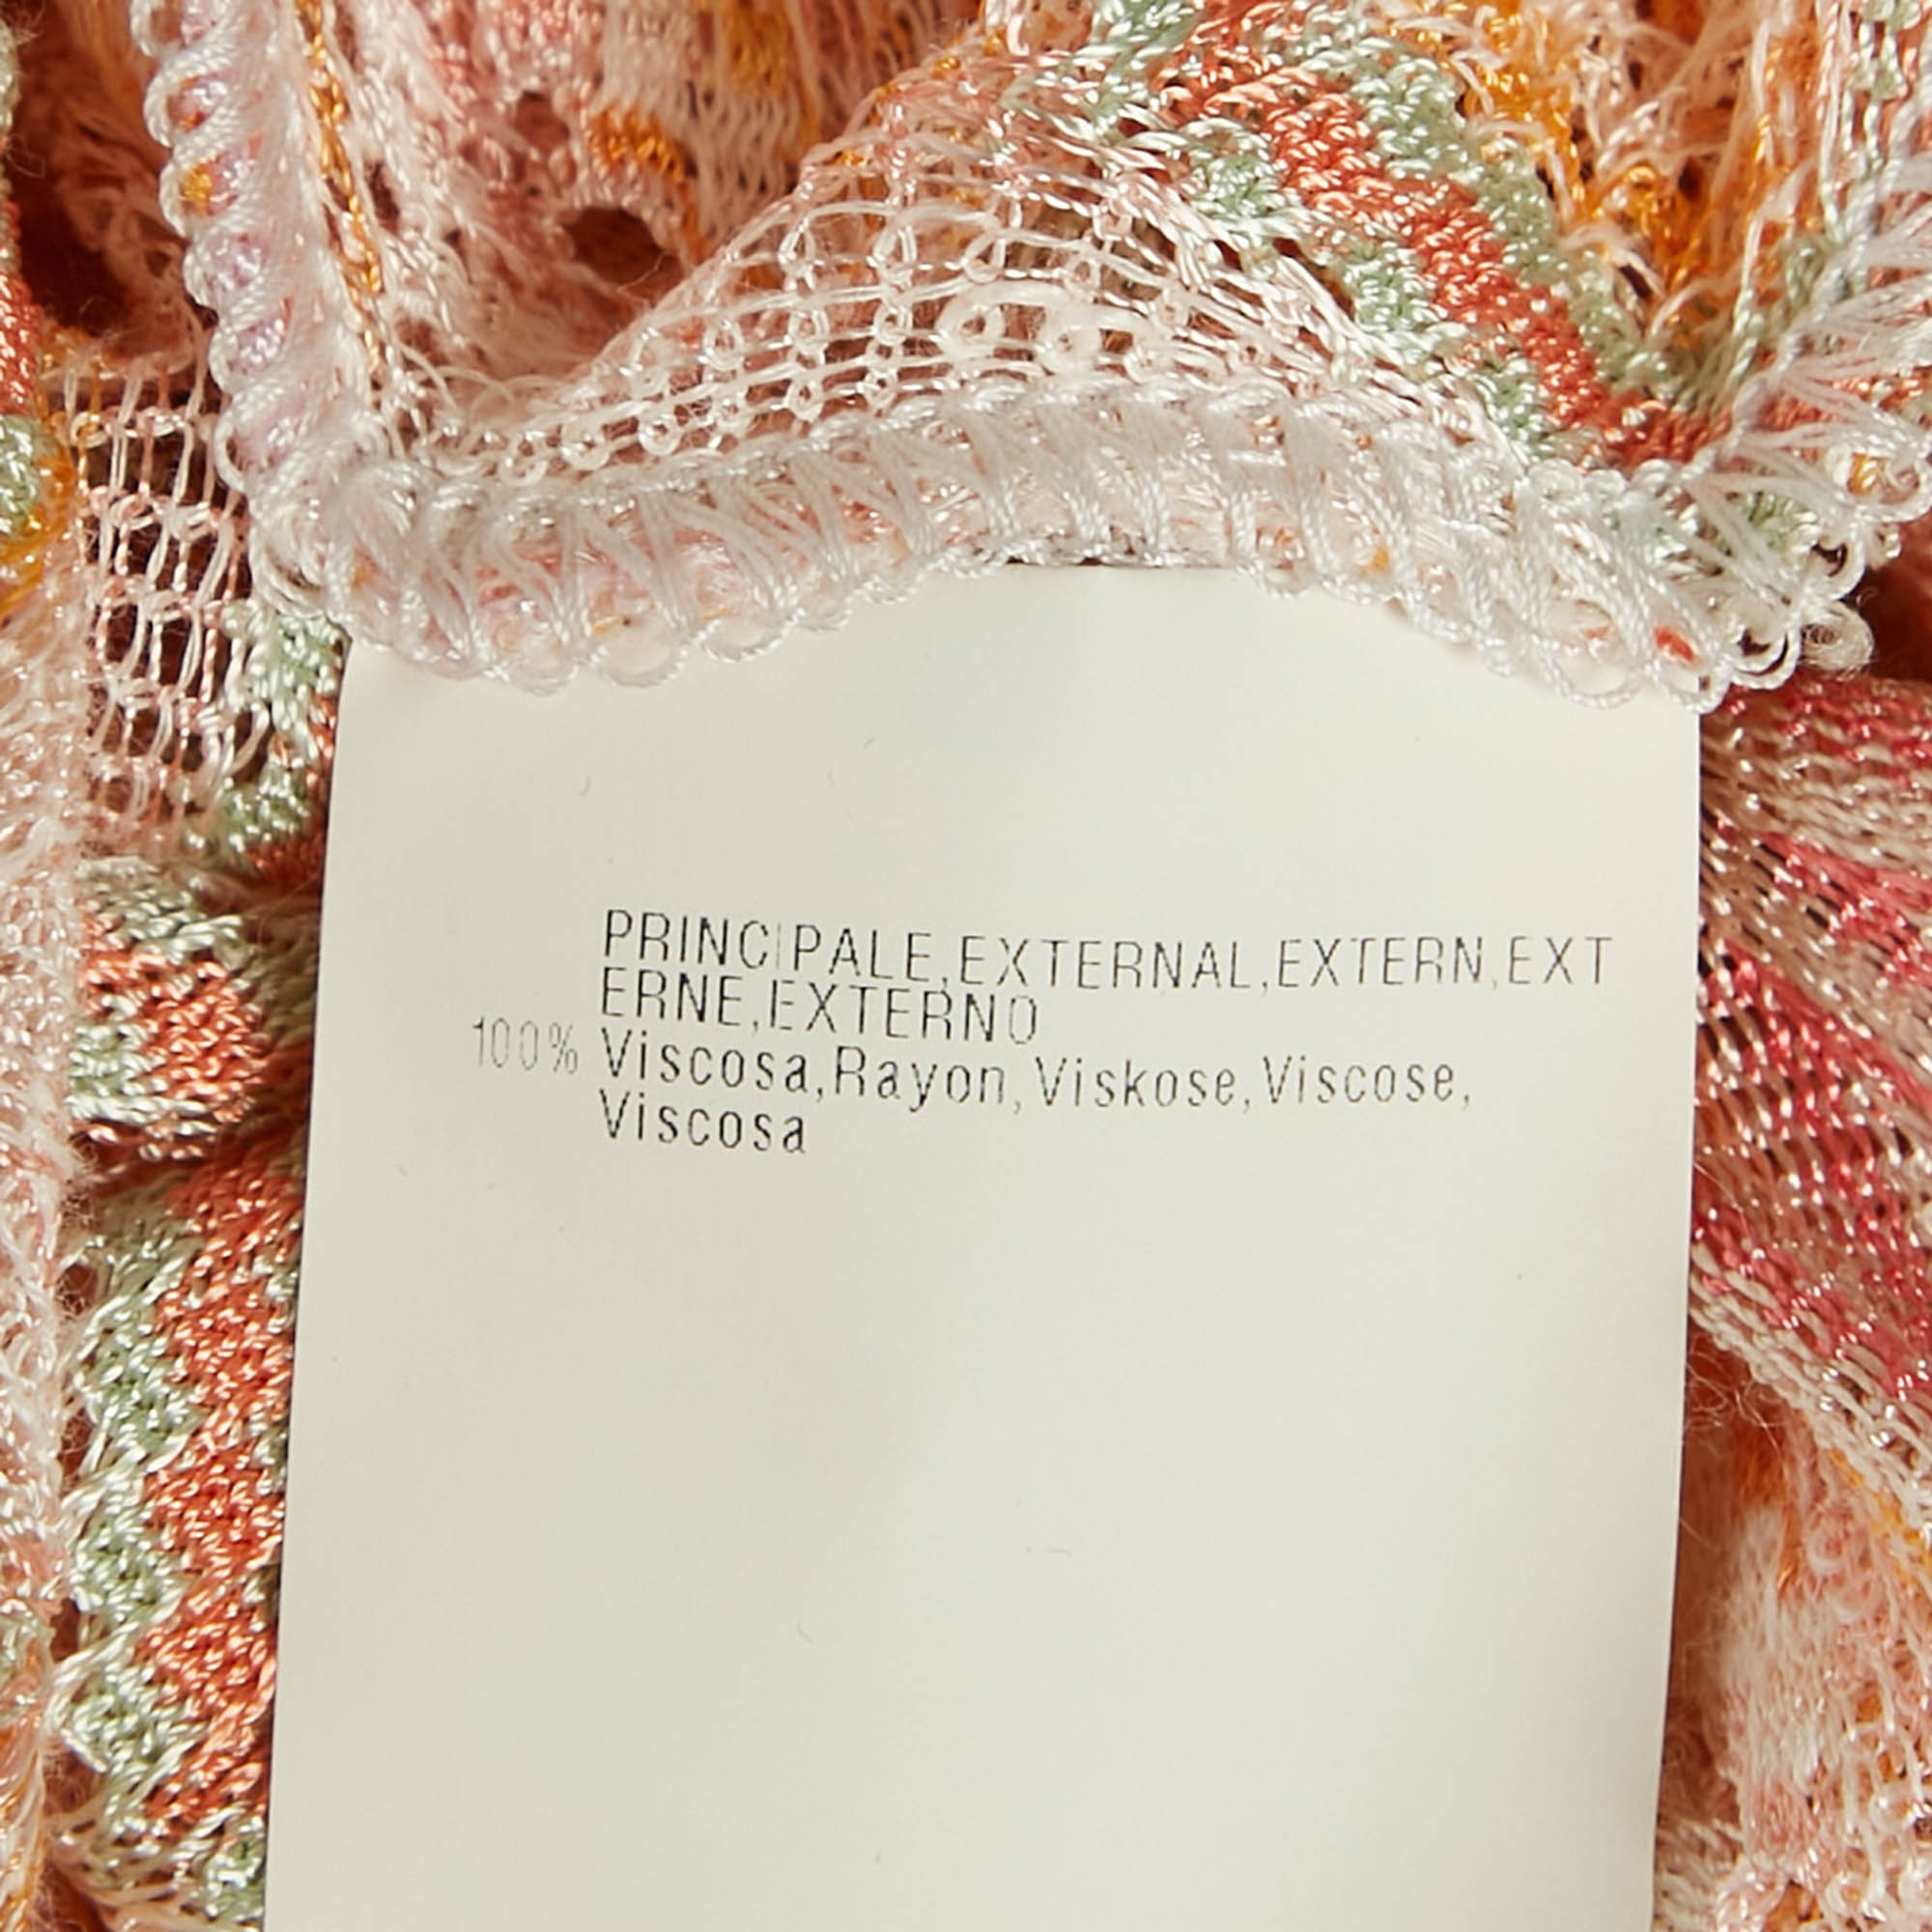 PRINCIPALE,EXTERNAL,EXTERN,EXT
ERNE,EXTERNO
100% Viscosa,Rayon,Viskose,Viscose,
Viscosa